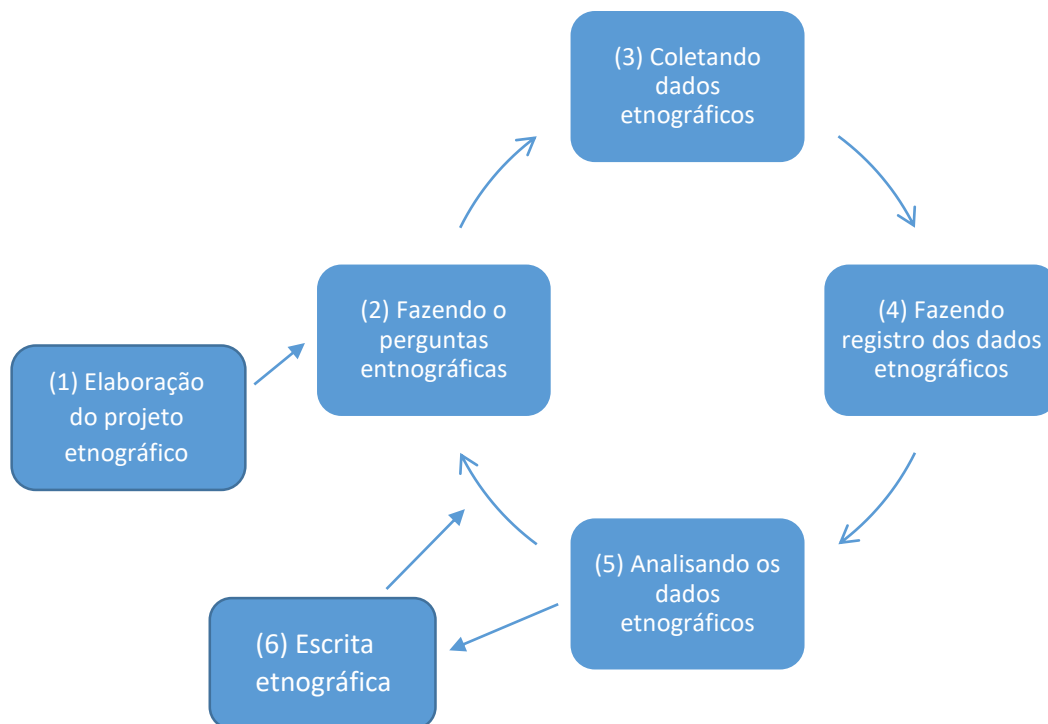 (1) Elaboração
do projeto
etnográfico
(2) Fazendo o
perguntas
entnográficas
(3) Coletando
dados
etnográficos
(4) Fazendo
registro dos dados
etnográficos
(5) Analisando os
dados
etnográficos
(6) Escrita
etnográfica